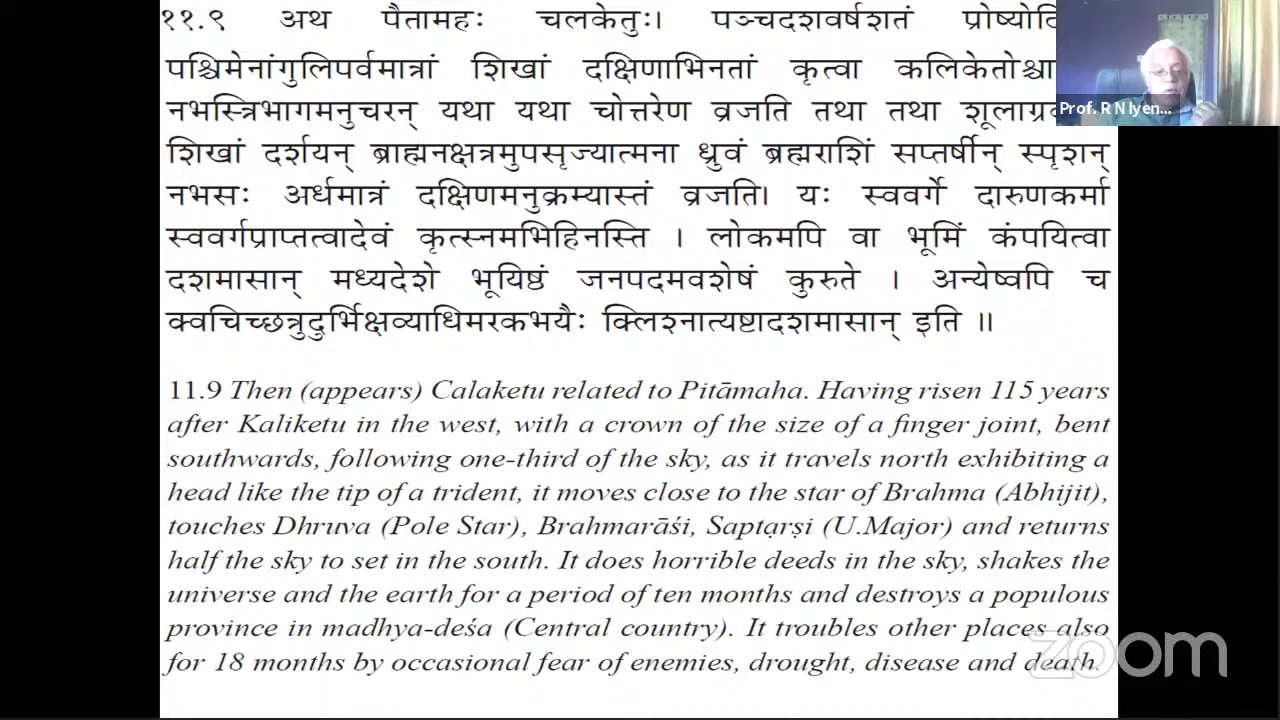 ११.९ अथ पैतामहः चलकेतुः। पञ्चदशवर्षशतं
पश्चिमेनांगुलिपर्वमात्रां शिखां दक्षिणाभिनतां कृत्वा
नभस्त्रिभागमनुचरन् यथा यथा चोत्तरेण व्रजति तथा तथा
शिखां दर्शयन् ब्राह्मनक्षत्रमुपसृज्यात्मना ध्रुवं ब्रह्मराशिं सप्तर्षीन् स्पृशन्
नभसः अर्धमात्रं दक्षिणमनुक्रम्यास्तं व्रजति। यः स्ववर्गे दारुणकर्मा
स्ववर्गप्राप्तत्वादेवं कृत्स्नमभिहिनस्ति । लोकमपि वा भूमिं कंपयित्वा
दशमासान् मध्यदेशे भूयिष्ठं जनपदमवशेषं कुरुते । अन्येष्वपि च
क्वचिच्छत्रुदुर्भिक्षव्याधिमरकभयैः क्लिश्नात्यष्टादशमासान् इति ॥
Prof. R N Iyen...
11.9 Then (appears) Calaketu related to Pitāmaha. Having risen 115 years
after Kaliketu in the west, with a crown of the size of a finger joint, bent
southwards, following one-third of the sky, as it travels north exhibiting a
head like the tip of a trident, it moves close to the star of Brahma (Abhijit),
touches Dhruva (Pole Star), Brahmarāśi, Saptạrṣi (U.Major) and returns
half the sky to set in the south. It does horrible deeds in the sky, shakes the
universe and the earth for a period of ten months and destroys a populous
province in madhya-deśa (Central country). It troubles other places also
for 18 months by occasional fear of enemies, drought, disease and death.
zoom